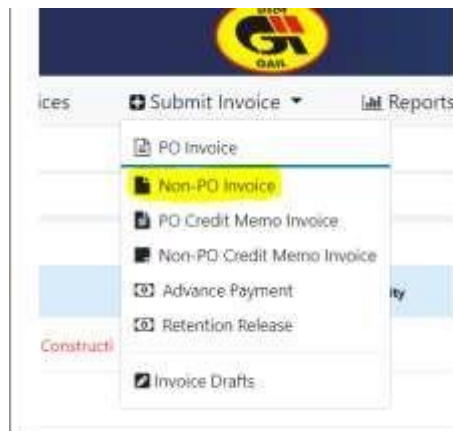 GAIL
ices Submit Invoice Reports
PO Invoice
Non-PO Invoice
PO Credit Memo Invoice
Non-PO Credit Memo Invoice
Advance Payment
ity
Retention Release
Constructi
Invoice Drafts